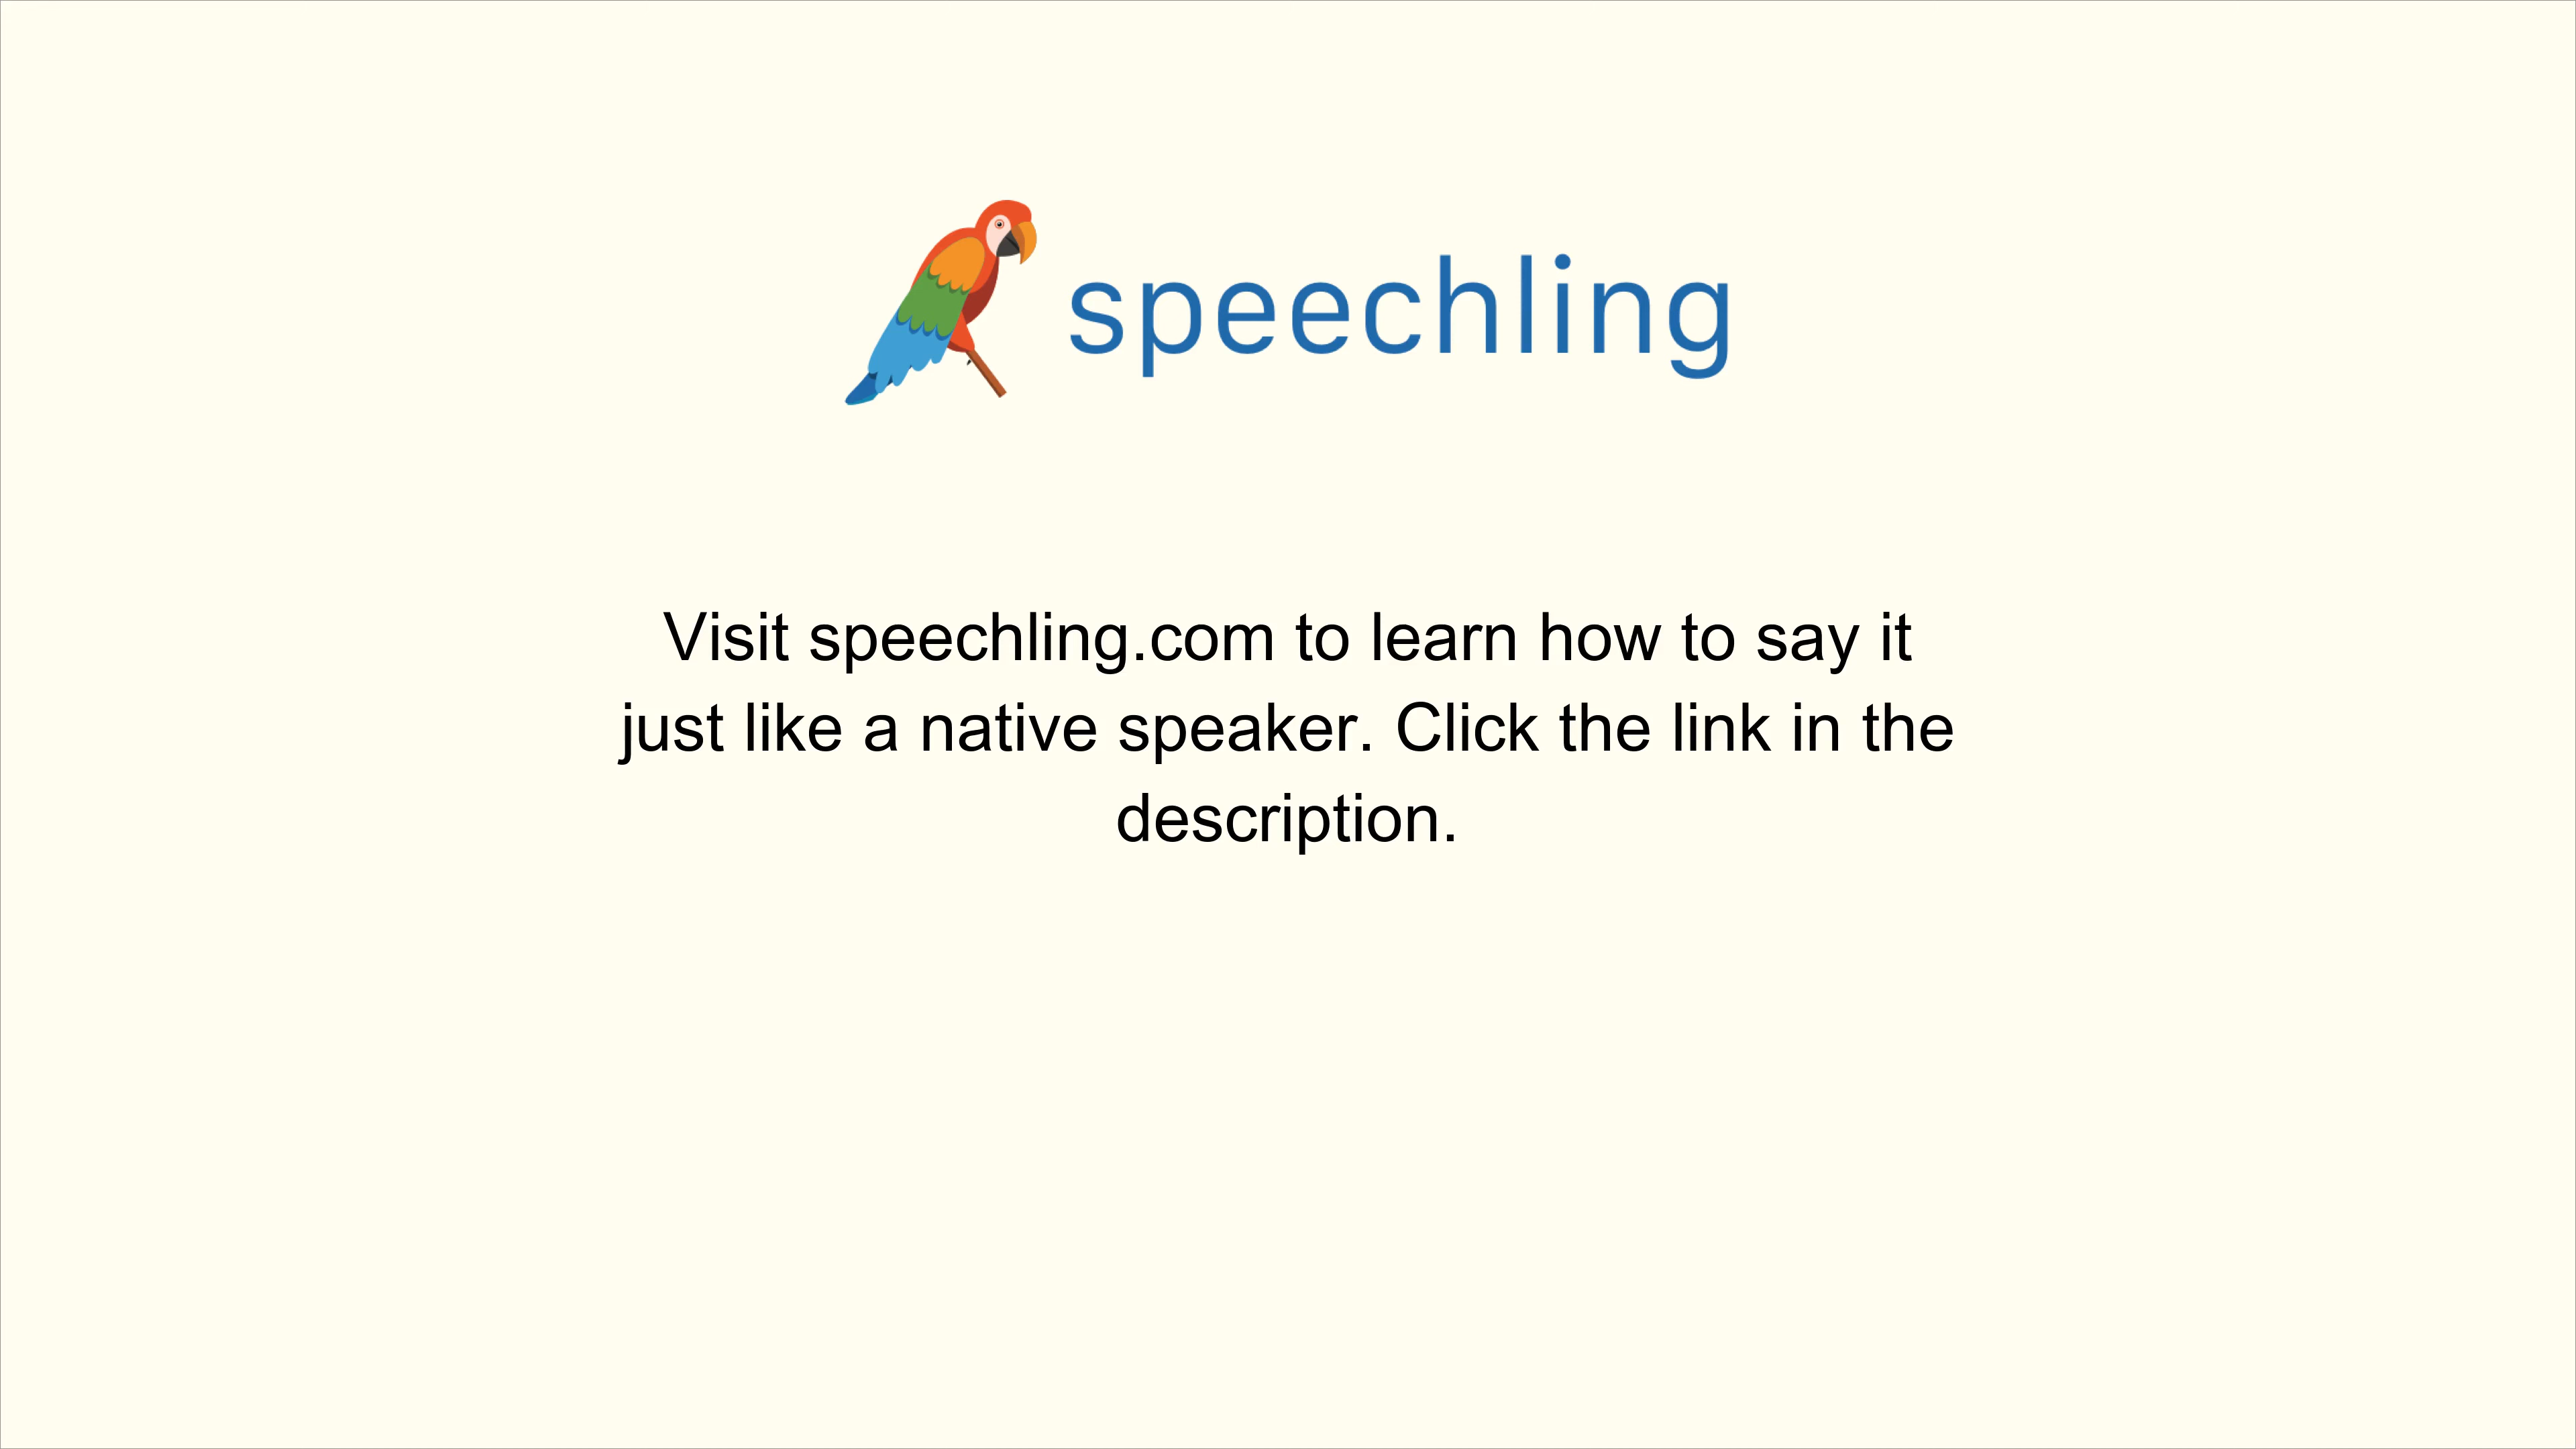 speechling
Visit speechling.com to learn how to say it
just like a native speaker. Click the link in the
description.